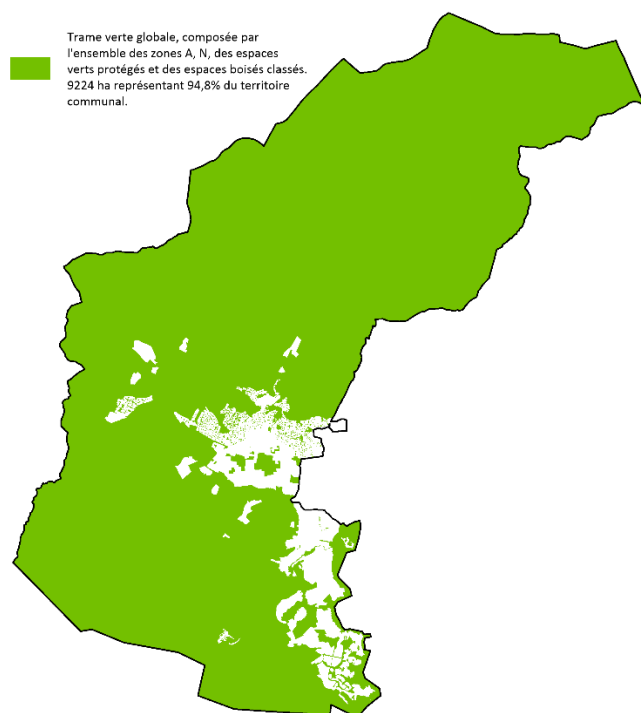 Trame verte globale, composée par
l'ensemble des zones A, N, des espaces
verts protégés et des espaces boisés classés.
9224 ha représentant 94,8% du territoire
communal.